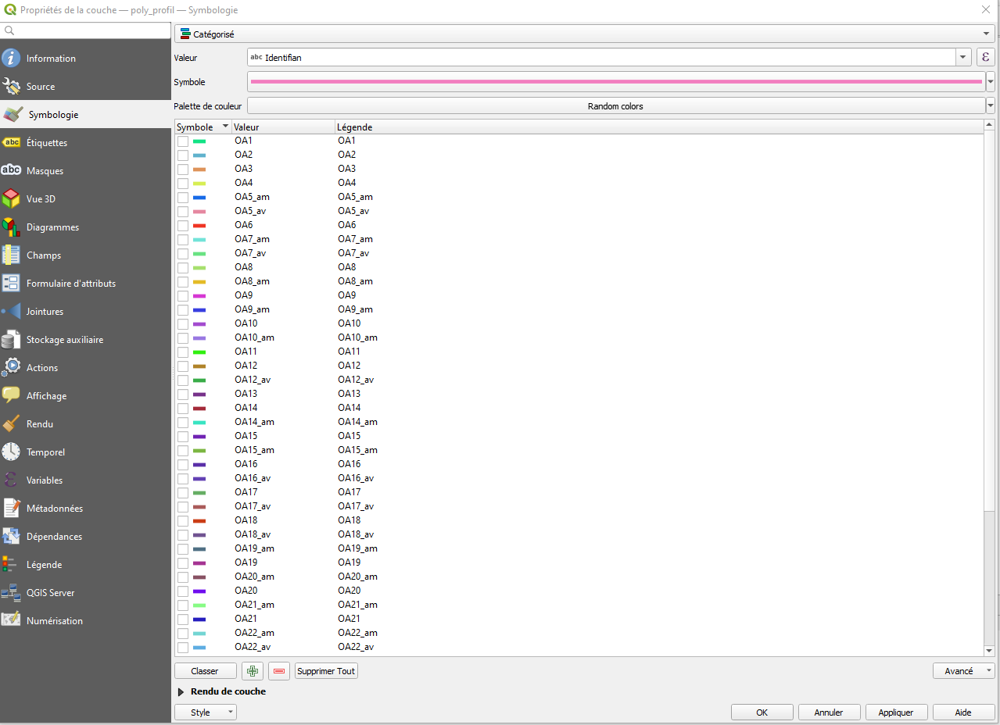 Propriétés de la couche — poly_profil — Symbologie
Catégorisé
Information
Valeur
abc Identifian
ε
Source
Symbole
Symbologie
Palette de couleur
Random colors
Symbole Valeur Légende
Étiquettes
Masques
Vue 3D
Diagrammes
Champs
Formulaire d'attributs
Jointures
Stockage auxiliaire
Actions
Affichage
Rendu
Temporel
Variables
Métadonnées
Dépendances
Légende
QGIS Server
Numérisation
OA1 OA1
OA2 OA2
OA3 OA3
OA4 OA4
OA5_am OA5_am
OA5_av OA5_av
OA6 OA6
OA7_am OA7_am
OA7_av OA7_av
OA8 OA8
OA8_am OA8_am
OA9 OA9
OA9_am OA9_am
OA10 OA10
OA10_am OA10_am
OA11 OA11
OA12 OA12
OA12_av OA12_av
OA13 OA13
OA14 OA14
OA14_am OA14_am
OA15 OA15
OA15_am OA15_am
OA16 OA16
OA16_av OA16_av
OA17 OA17
OA17_av OA17_av
OA18 OA18
OA18_av OA18_av
OA19_am OA19_am
OA19 OA19
OA20_am OA20_am
OA20 OA20
OA21_am OA21_am
OA21 OA21
OA22_am OA22_am
OA22_av OA22_av
Classer
Supprimer Tout
Avancé
Rendu de couche
Style
OK
Annuler
Appliquer
Aide